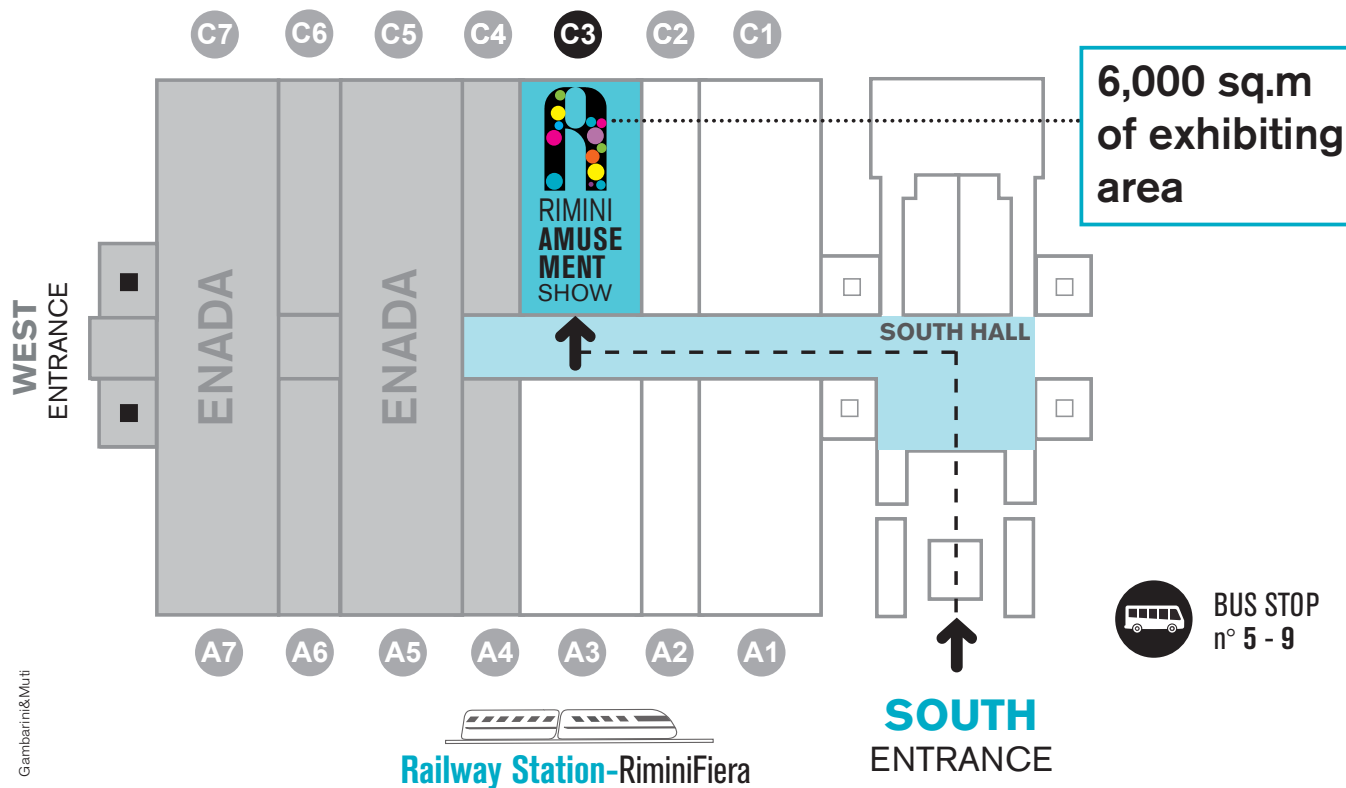 C7 C6 C5 C4 C3 C2 C1
6,000 sq.m
of exhibiting
area
RIMINI
AMUSE
MENT
SHOW
WEST
ENTRANCE
ENADA
ENADA
SOUTH HALL
A7 A6 A5 A4 A3 A2 A1
BUS STOP
n° 5 - 9
SOUTH
ENTRANCE
Railway Station-RiminiFiera
Gambarini&Muti